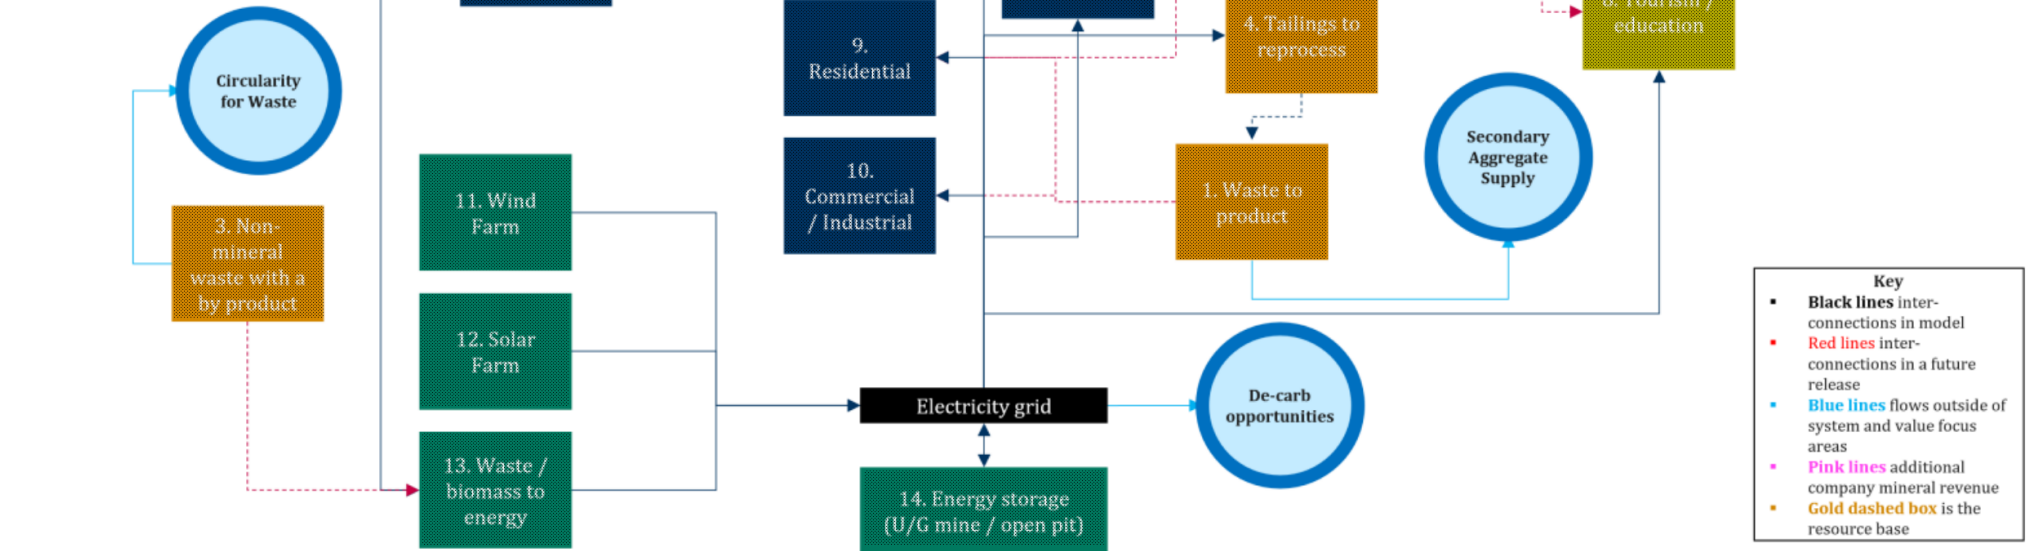 4. Tailings to
reprocess
education
9.
Residential
Circularity
for Waste
Secondary
Aggregate
Supply
10.
Commercial
/ Industrial
1. Waste to
product
11. Wind
Farm
3. Non-
mineral
waste with a
by product
12. Solar
Farm
Electricity grid
De-carb
opportunities
13. Waste /
biomass to
energy
14. Energy storage
(U/G mine / open pit)
Key
▪ Black lines inter-
connections in model
▪ Red lines inter-
connections in a future
release
▪ Blue lines flows outside of
system and value focus
areas
▪ Pink lines additional
company mineral revenue
▪ Gold dashed box is the
resource base